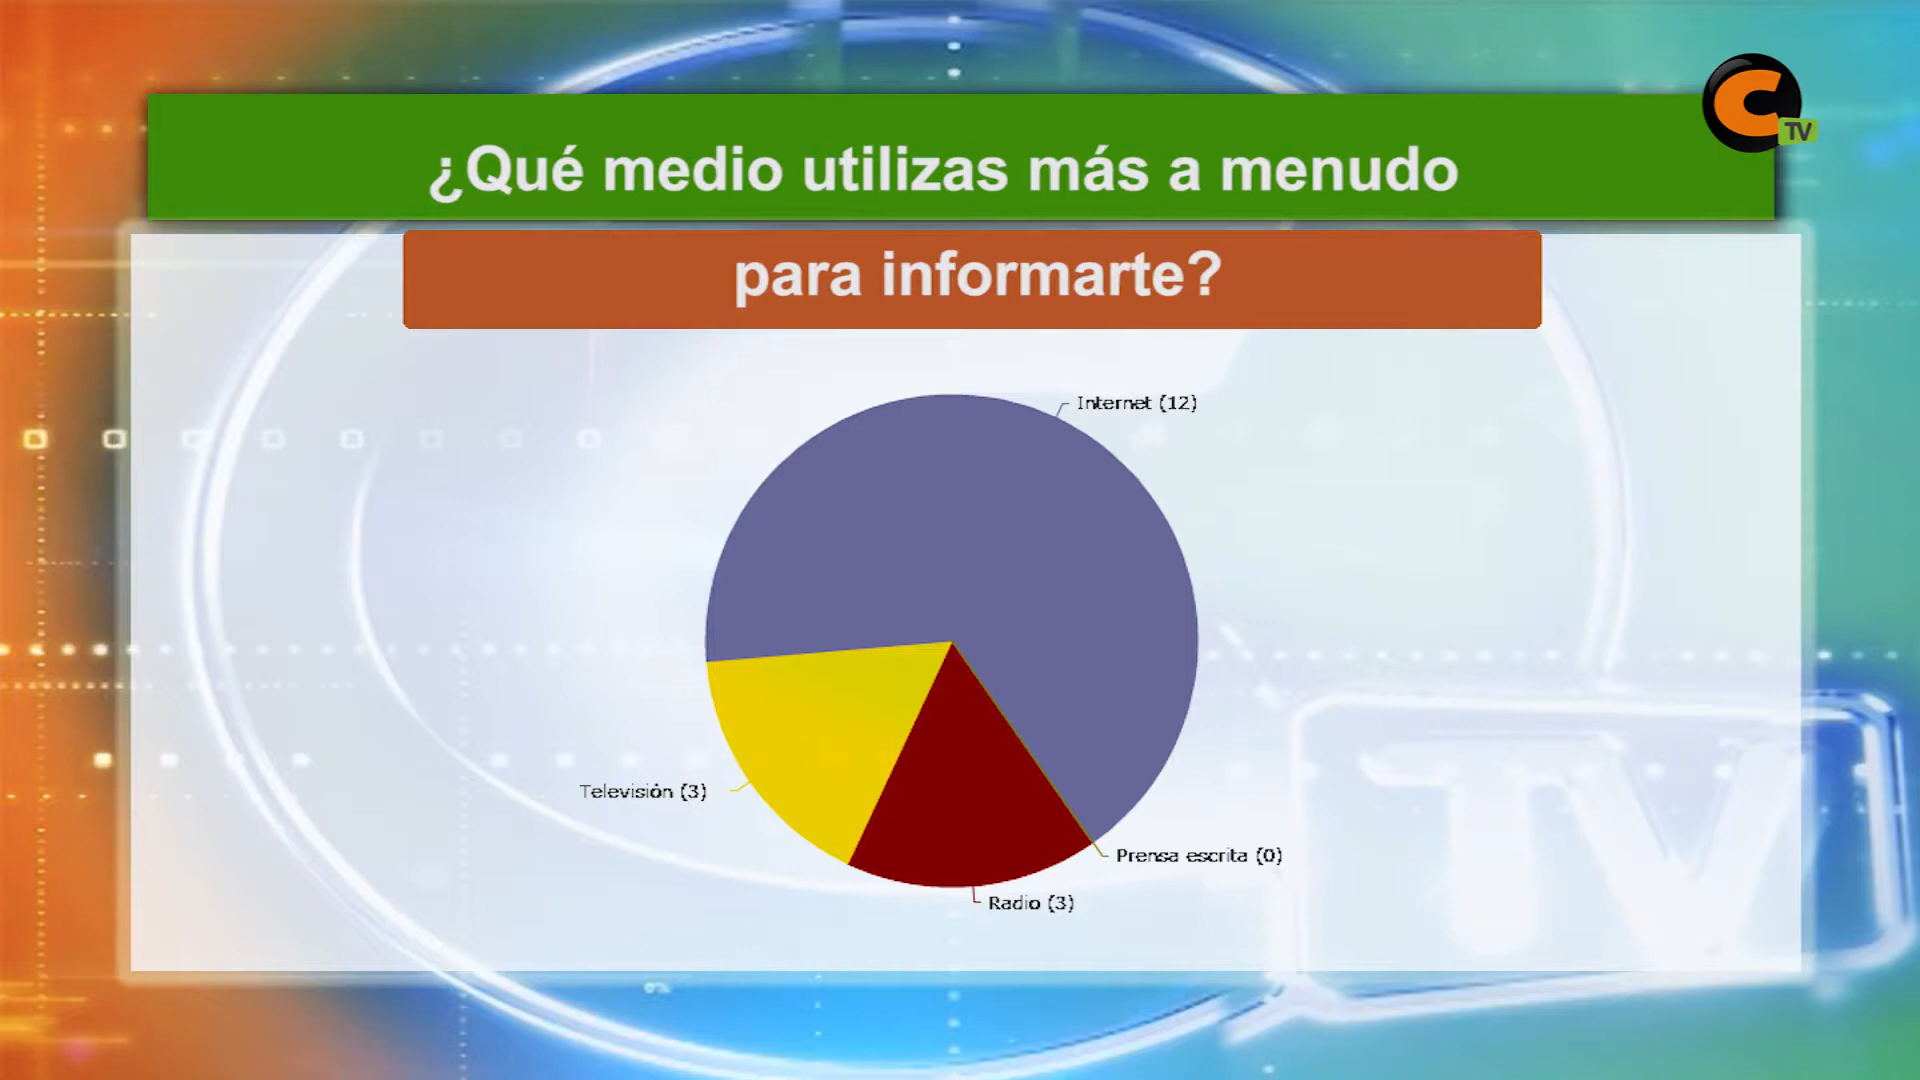 C TV
¿Qué medio utilizas más a menudo
para informarte?
Internet (12)
Televisión (3)
Prensa escrita (0)
Radio (3)
TV